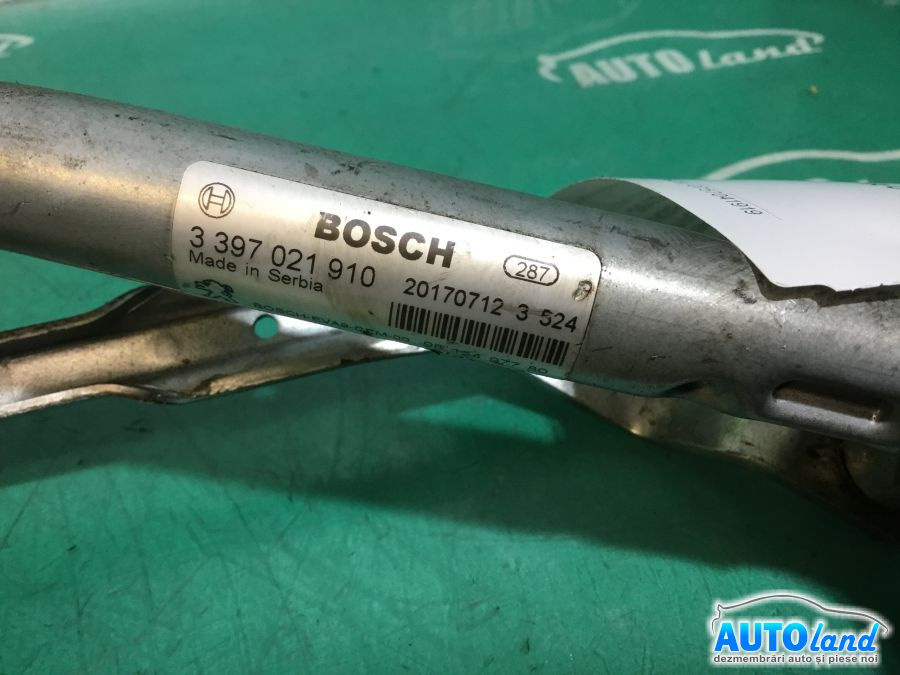 AUTOland
BOSCH
287
3 397 021 910
Made in Serbia
20170712 3 524
AUTOland
dezmembrări auto și piese noi